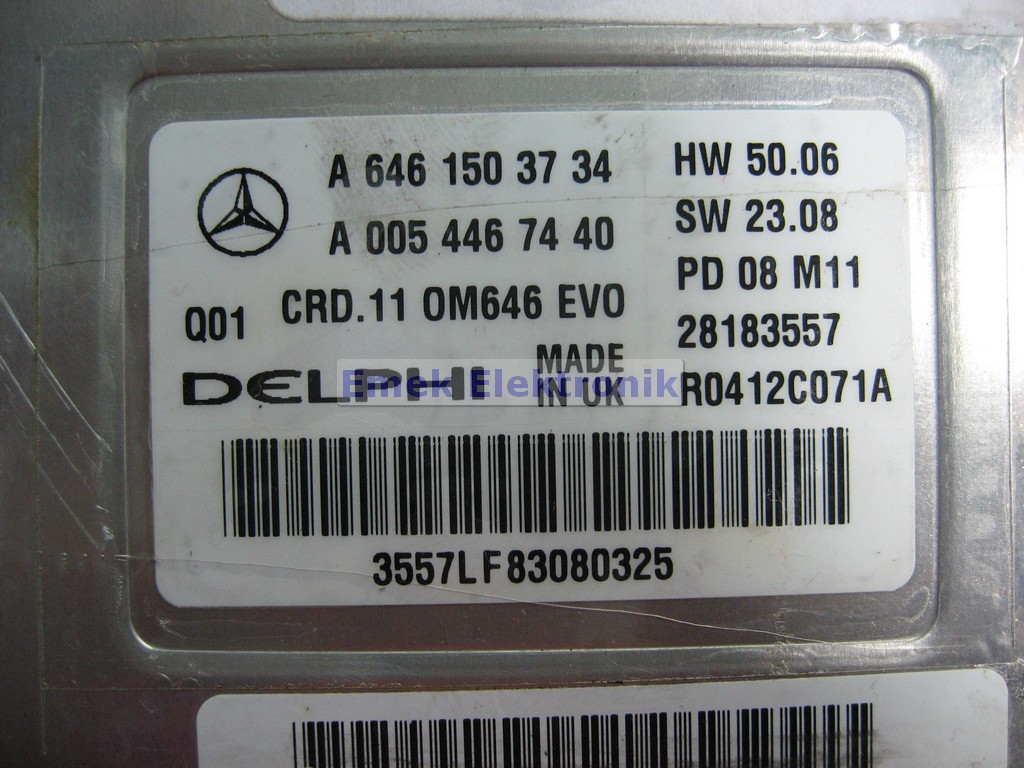 A 646 150 37 34 HW 50.06
A 005 446 74 40 SW 23.08
PD 08 M11
Q01 CRD.11 OM646 EVO
28183557
DELPHI MADE IN UK R0412C071A
Emek Elektronik
3557LF83080325